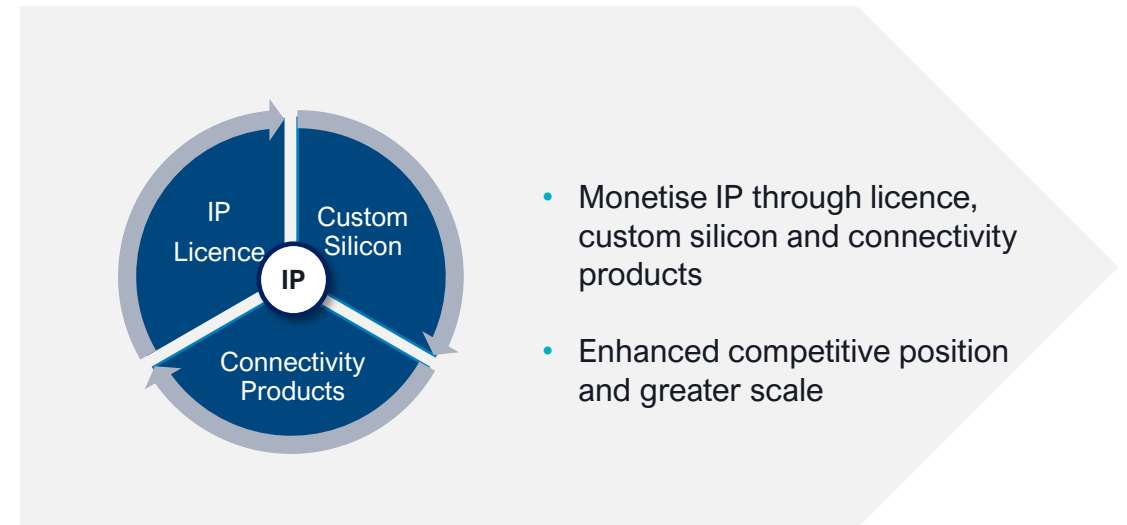 IP
Licence
Custom
Silicon
IP
Connectivity
Products
• Monetise IP through licence,
custom silicon and connectivity
products
• Enhanced competitive position
and greater scale